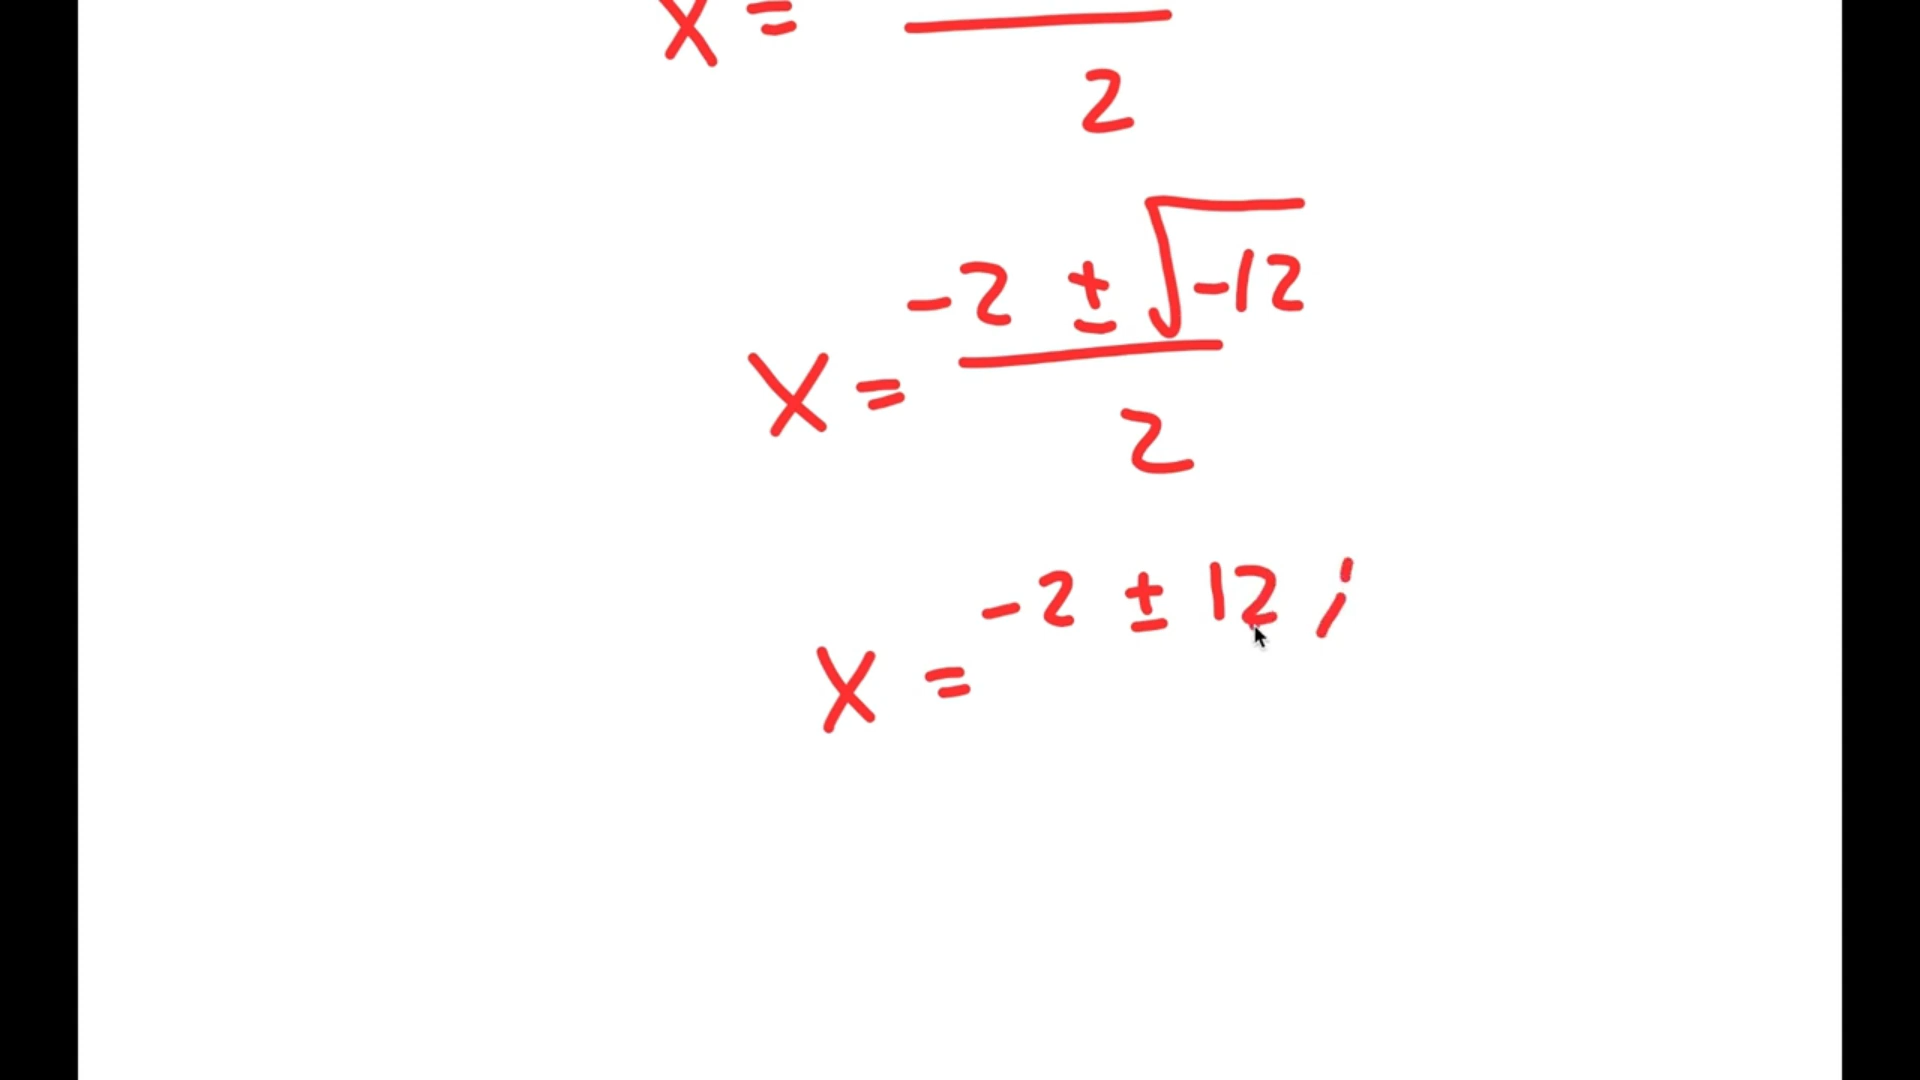 x =
2
-2 ± √-12
x =
2
-2 ± 12 i
x =